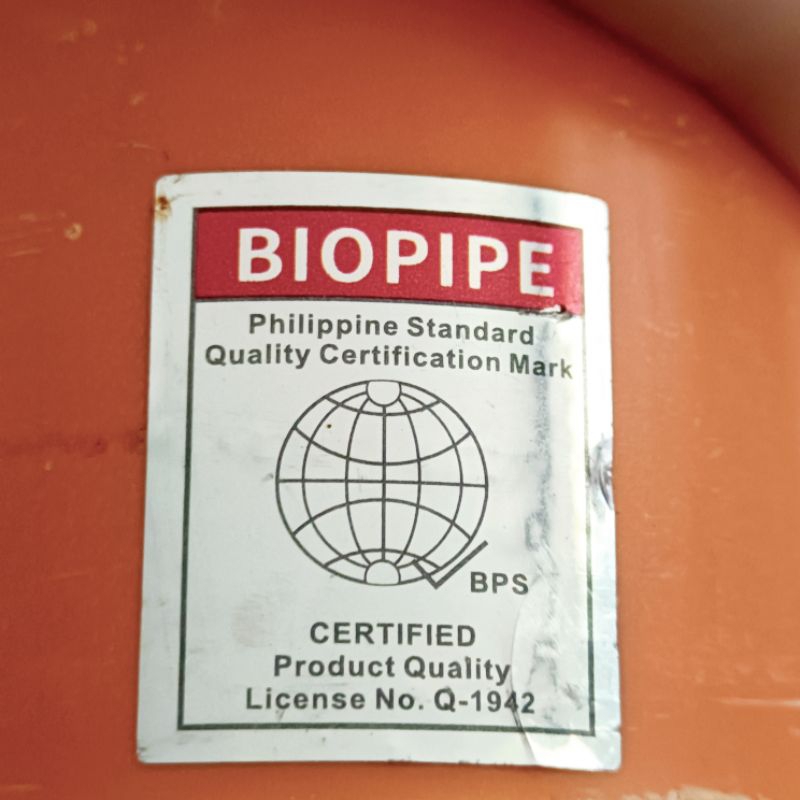 BIOPIPE
Philippine Standard
Quality Certification Mark
BPS
CERTIFIED
Product Quality
License No. Q-1942